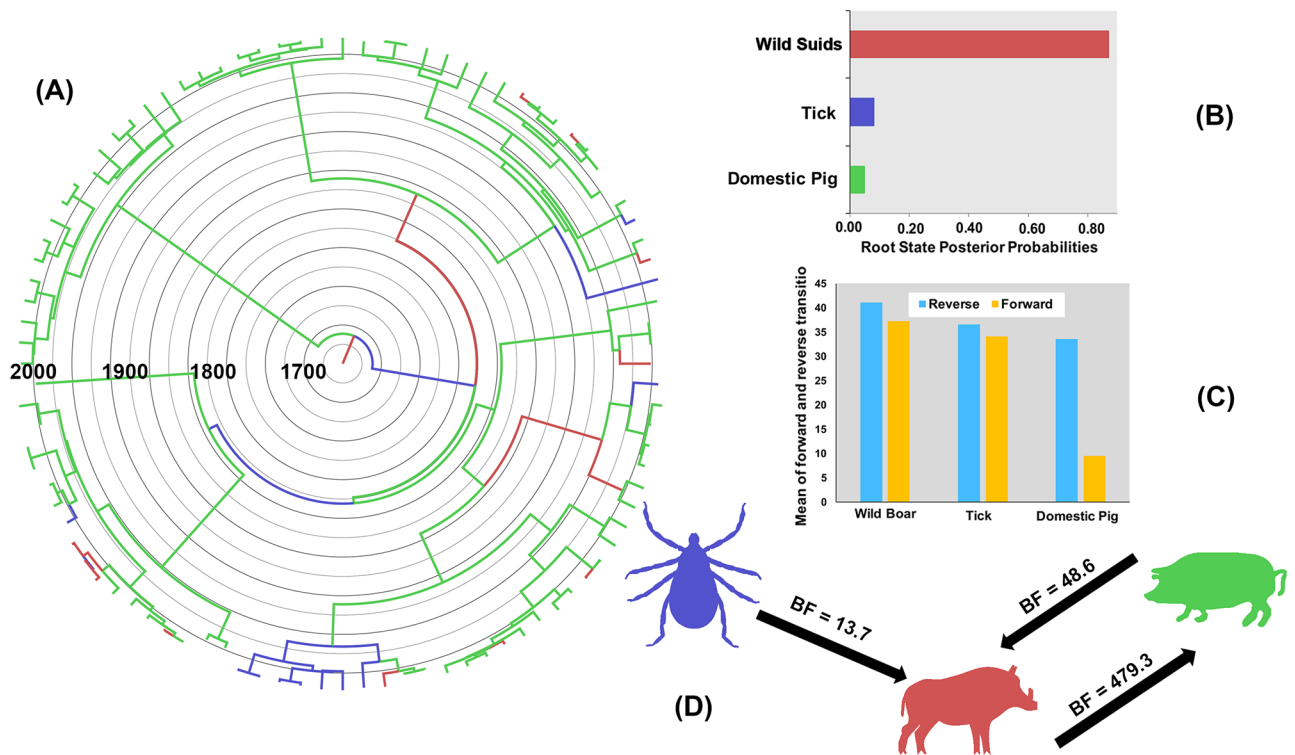 (A)
2000 1900 1800 1700
Wild Suids
Tick
Domestic Pig
0.00 0.20 0.40 0.60 0.80
Root State Posterior Probabilities
(B)
Mean of forward and reverse transitio
45
40
35
30
25
20
15
10
5
0
Reverse Forward
Wild Boar Tick Domestic Pig
(C)
BF = 13.7
BF = 48.6
BF = 479.3
(D)